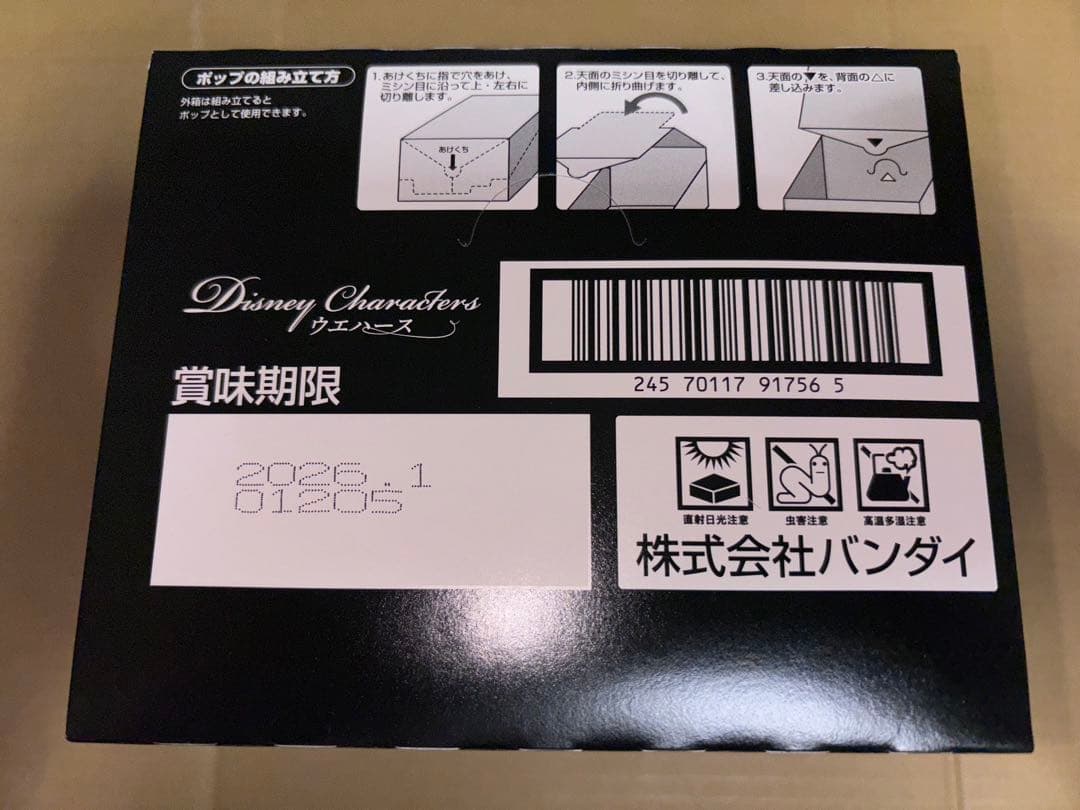 ポップの組み立て方
外箱は組み立てると
ポップとして使用できます。
1.あけくちに指で穴をあけ、
ミシン目に沿って上・左右に
切り離します。
あけくち
2.天面のミシン目を切り離して、
内側に折り曲げます。
3.天面の▼を、背面の△に
差し込みます。
Disney Characters
ウエハース
245 70117 91756 5
賞味期限
2026.1
01205
直射日光注意
虫害注意
高温多湿注意
株式会社バンダイ